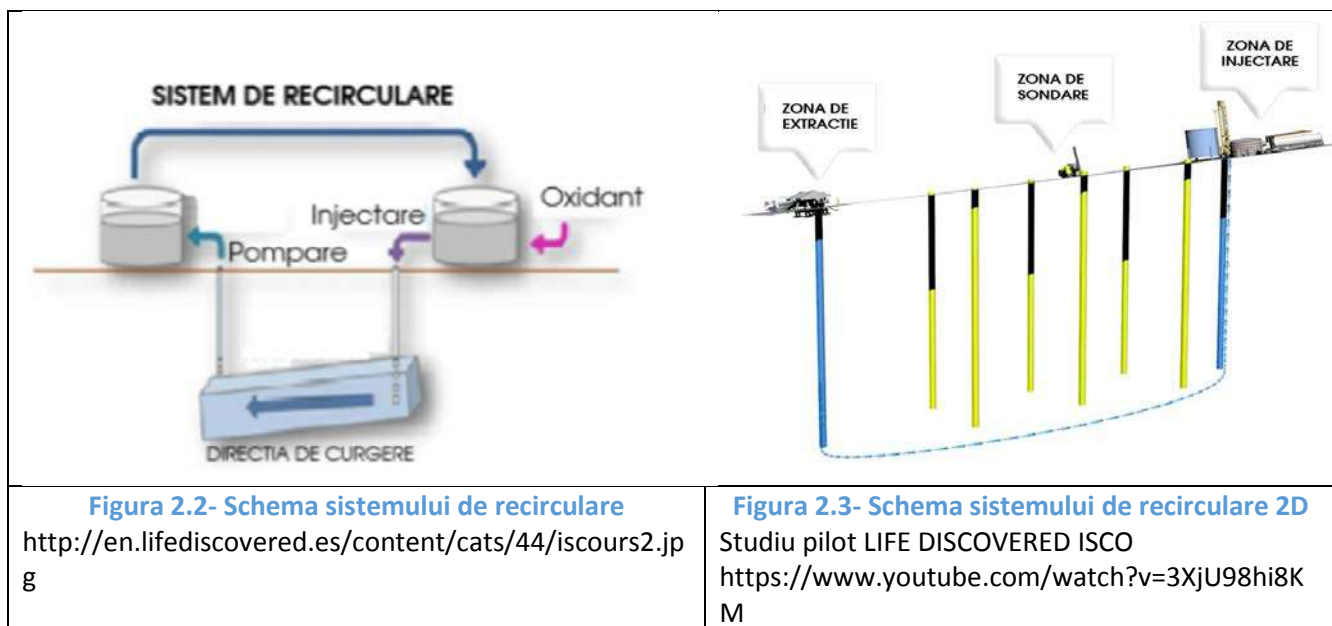 SISTEM DE RECIRCULARE
Injectare
Oxidant
Pompare
DIRECTIA DE CURGERE
ZONA DE
EXTRACTIE
ZONA DE
SONDARE
ZONA DE
INJECTARE
Figura 2.2- Schema sistemului de recirculare
http://en.lifediscovered.es/content/cats/44/iscours2.jp
g
Figura 2.3- Schema sistemului de recirculare 2D
Studiu pilot LIFE DISCOVERED ISCO
https://www.youtube.com/watch?v=3XjU98hi8K
M